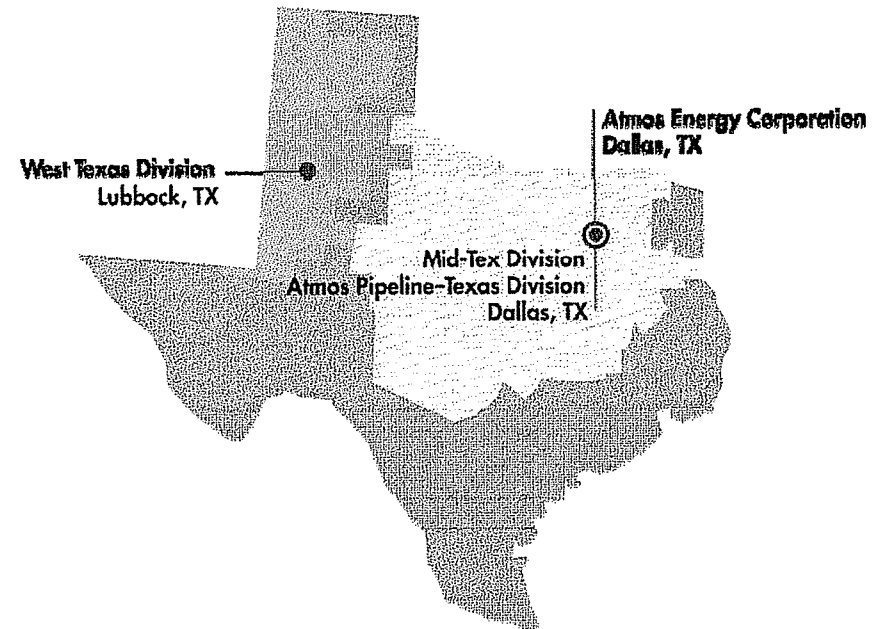 Atmos Energy Corporation
Dallas, TX
West Texas Division
Lubbock, TX
Mid-Tex Division
Atmos Pipeline-Texas Division
Dallas, TX